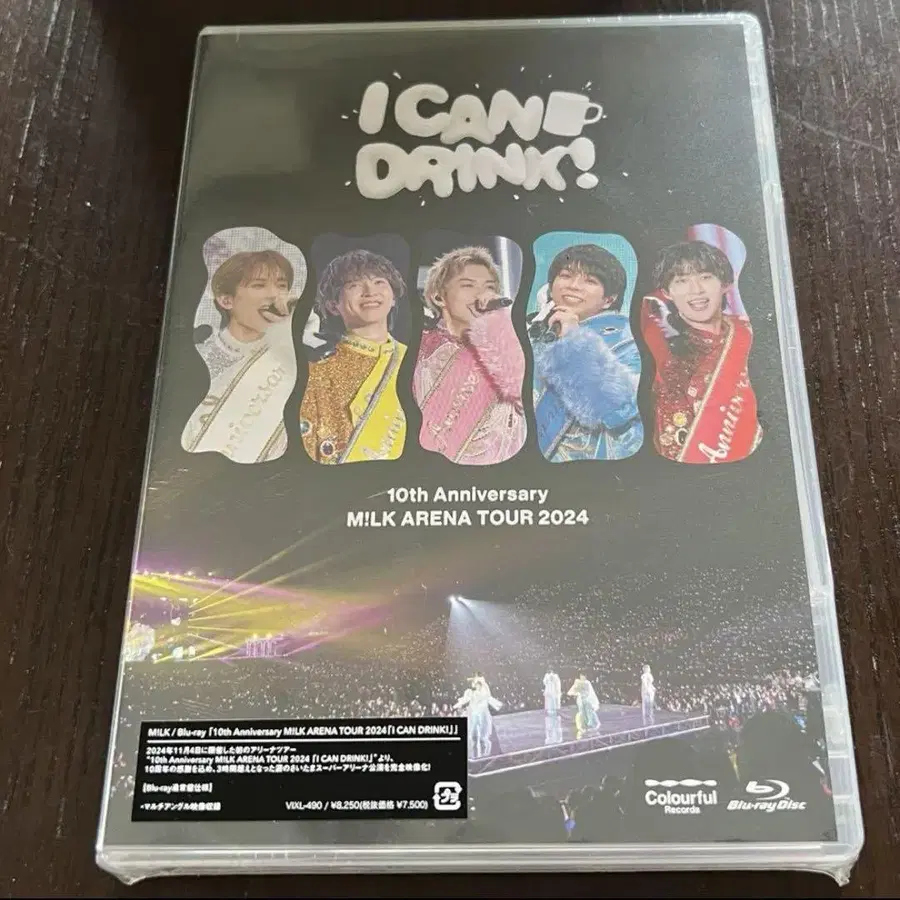 I CAN
DRINK!
nniversar
Anniver
Annivers
Anniver
10th Anniversary
M!LK ARENA TOUR 2024
M!LK / Blu-ray「10th Anniversary M!LK ARENA TOUR 2024「I CAN DRINK!」」
2024年11月4日に開催した初のアリーナツアー
"10th Anniversary M!LK ARENA TOUR 2024「I CAN DRINK!」"より、
10周年の感謝を込め、3時間超えとなった涙のさいたまスーパーアリーナ公演を完全映像化!
【Blu-ray通常盤仕様】
・マルチアングル映像収録
VIXL-490 / ¥8,250(税抜価格 ¥7,500)
Colourful
Records
Blu-ray Disc